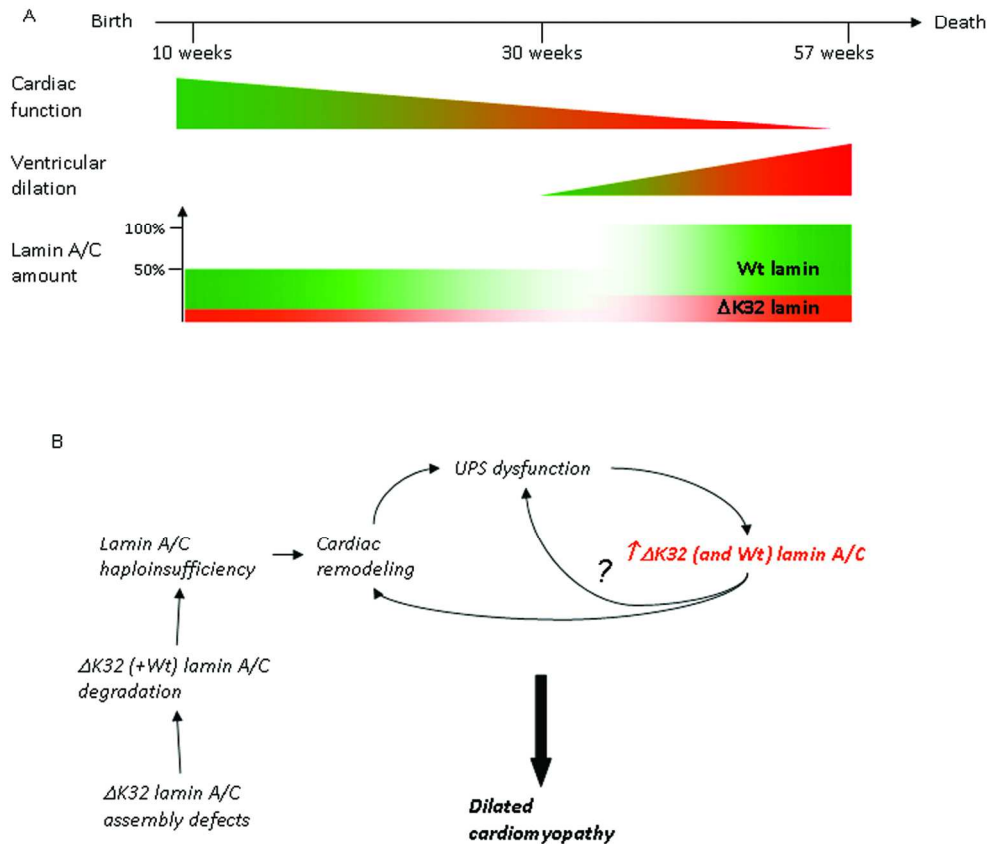 A
Birth
Death
10 weeks
30 weeks
57 weeks
Cardiac
function
Ventricular
dilation
Lamin A/C
amount
100%
50%
Wt lamin
ΔK32 lamin
B
UPS dysfunction
Lamin A/C
haploinsufficiency
Cardiac
remodeling
?
↑ΔK32 (and Wt) lamin A/C
ΔK32 (+Wt) lamin A/C
degradation
ΔK32 lamin A/C
assembly defects
Dilated
cardiomyopathy